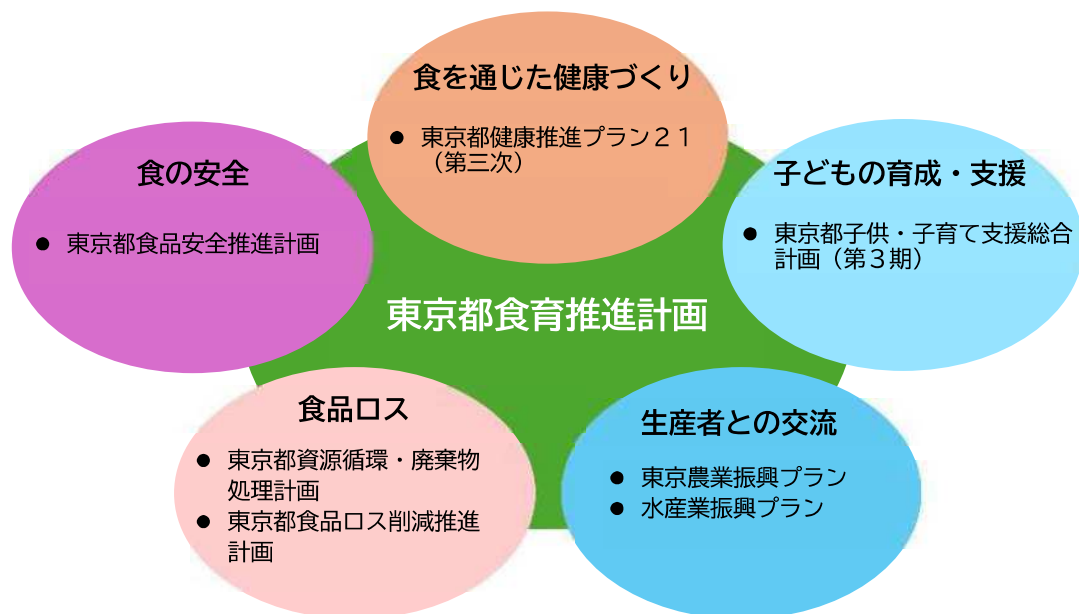 食を通じた健康づくり
● 東京都健康推進プラン２１
（第三次）
食の安全
● 東京都食品安全推進計画
子どもの育成・支援
● 東京都子供・子育て支援総合
計画（第３期）
東京都食育推進計画
食品ロス
● 東京都資源循環・廃棄物
処理計画
● 東京都食品ロス削減推進
計画
生産者との交流
● 東京農業振興プラン
● 水産業振興プラン